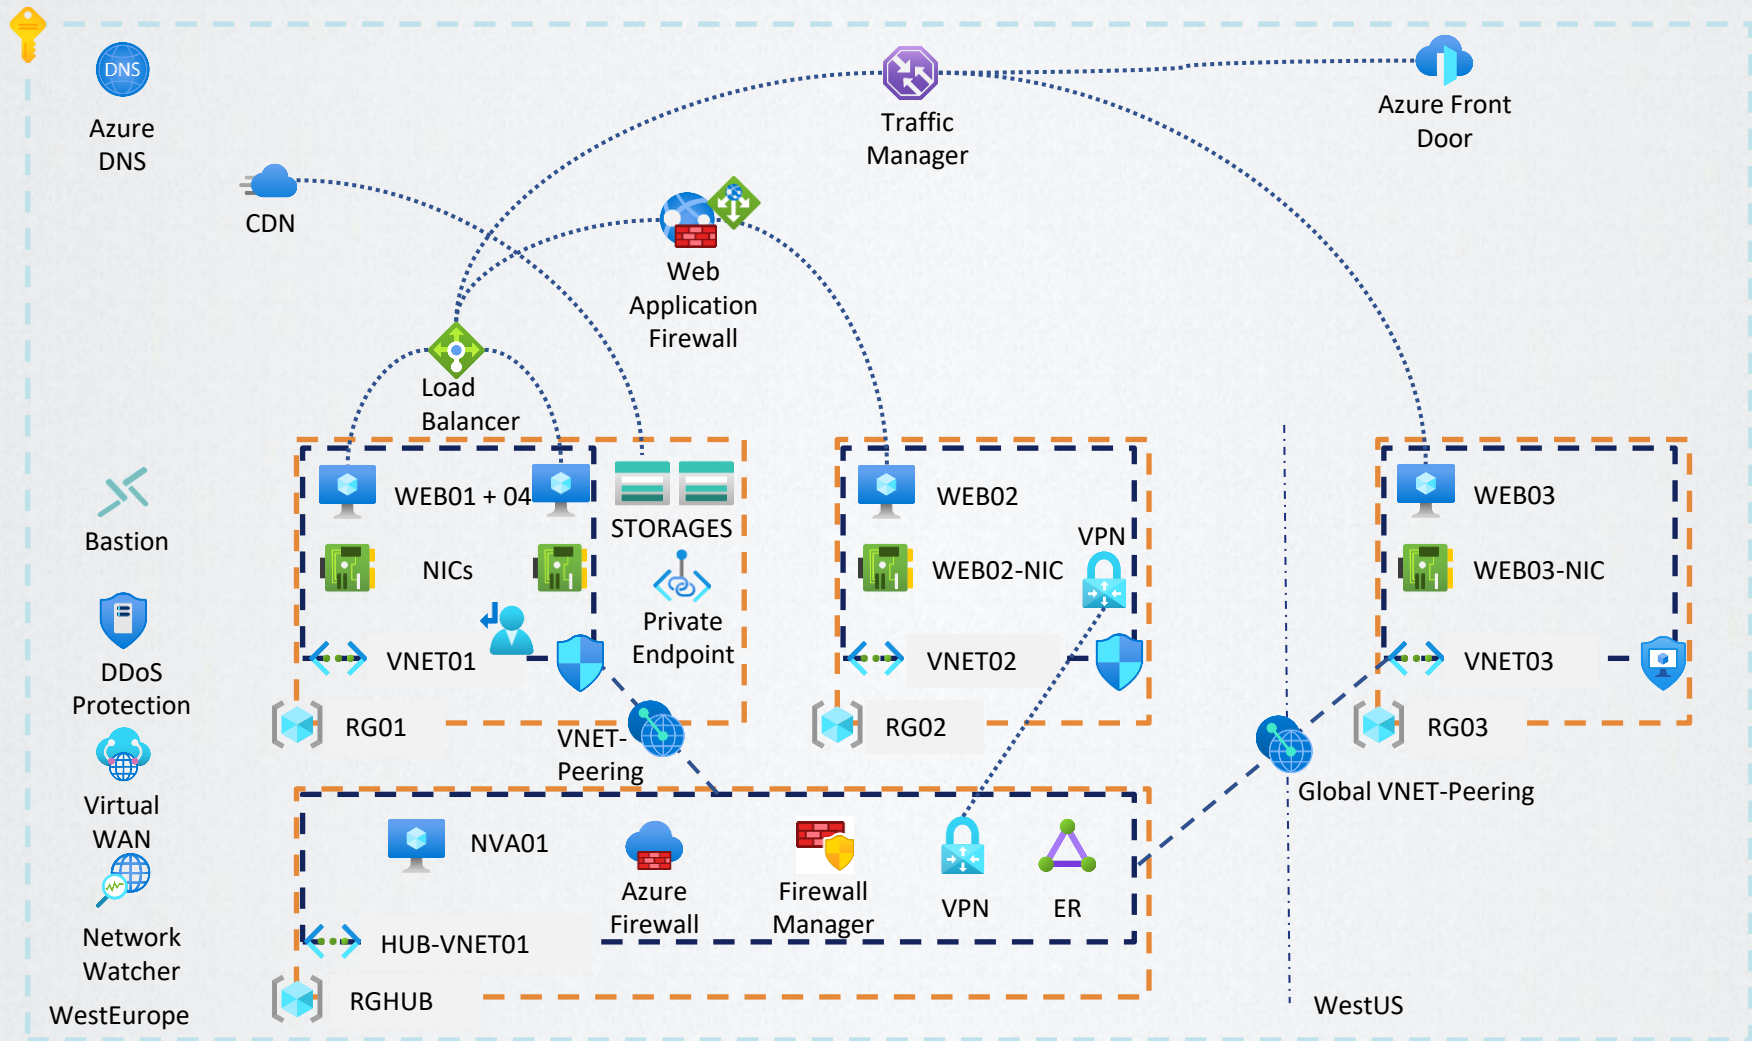 DNS
Azure
DNS
CDN
Traffic
Manager
Azure Front
Door
Web
Application
Firewall
Load
Balancer
Bastion
DDoS
Protection
Virtual
WAN
Network
Watcher
WestEurope
WEB01 + 04
NICs
VNET01
RG01
STORAGES
Private
Endpoint
VNET-
Peering
WEB02
VPN
WEB02-NIC
VNET02
RG02
WEB03
WEB03-NIC
VNET03
RG03
Global VNET-Peering
NVA01
Azure
Firewall
Firewall
Manager
VPN
ER
HUB-VNET01
RGHUB
WestUS